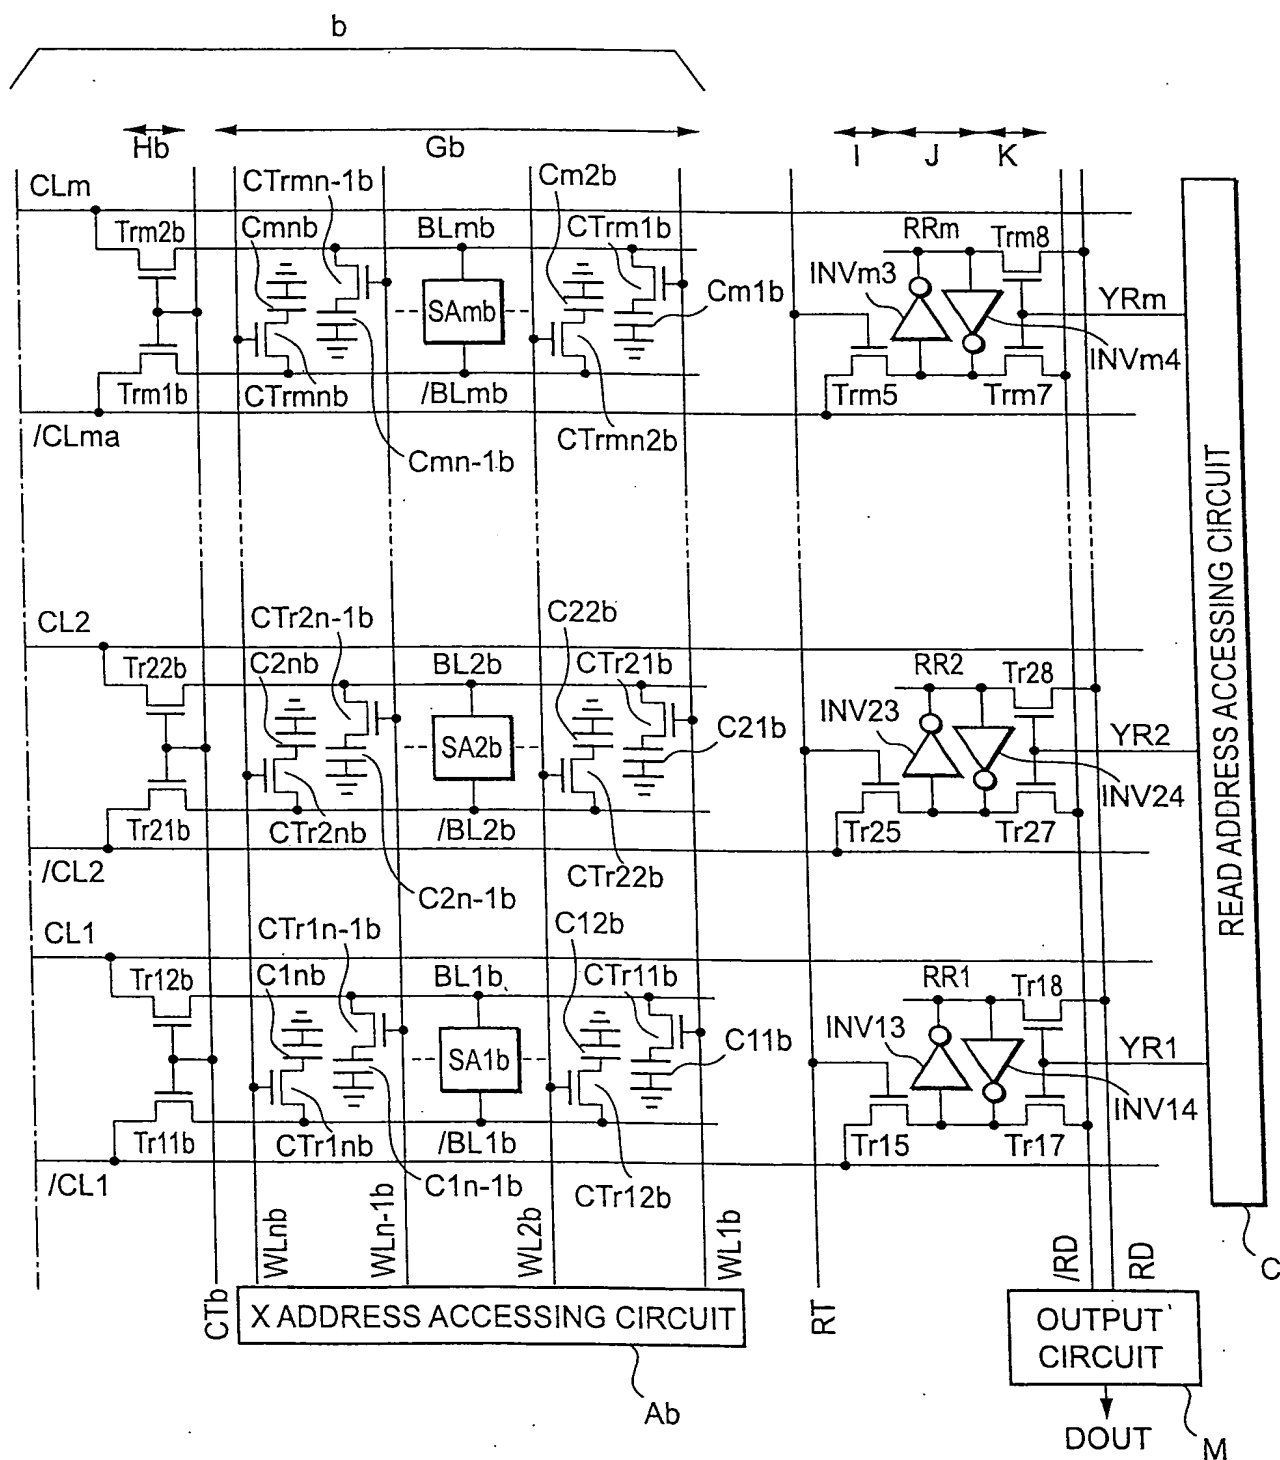 b
Hb
Gb
I
J
K
CLm
CTrmn-1b
Cm2b
Trm2b
Cmnb
BLmb
CTrm1b
RRm
Trm8
INVm3
Cm1b
YRm
SAmb
INVm4
Trm1b
CTrmnb
/BLmb
Trm5
Trm7
/CLma
Cmn-1b
CTrmn2b
READ ADDRESS ACCESSING CIRCUIT
CL2
CTr2n-1b
C22b
Tr22b
C2nb
BL2b
CTr21b
RR2
Tr28
INV23
C21b
YR2
SA2b
INV24
Tr21b
CTr2nb
/BL2b
Tr25
Tr27
/CL2
CTr22b
C2n-1b
CL1
CTr1n-1b
C12b
Tr12b
C1nb
BL1b
CTr11b
RR1
Tr18
INV13
C11b
YR1
SA1b
INV14
Tr11b
CTr1nb
/BL1b
Tr15
Tr17
/CL1
C1n-1b
CTr12b
CTb
WLnb
WLn-1b
WL2b
WL1b
RT
/RD
RD
C
X ADDRESS ACCESSING CIRCUIT
OUTPUT
CIRCUIT
Ab
DOUT
M